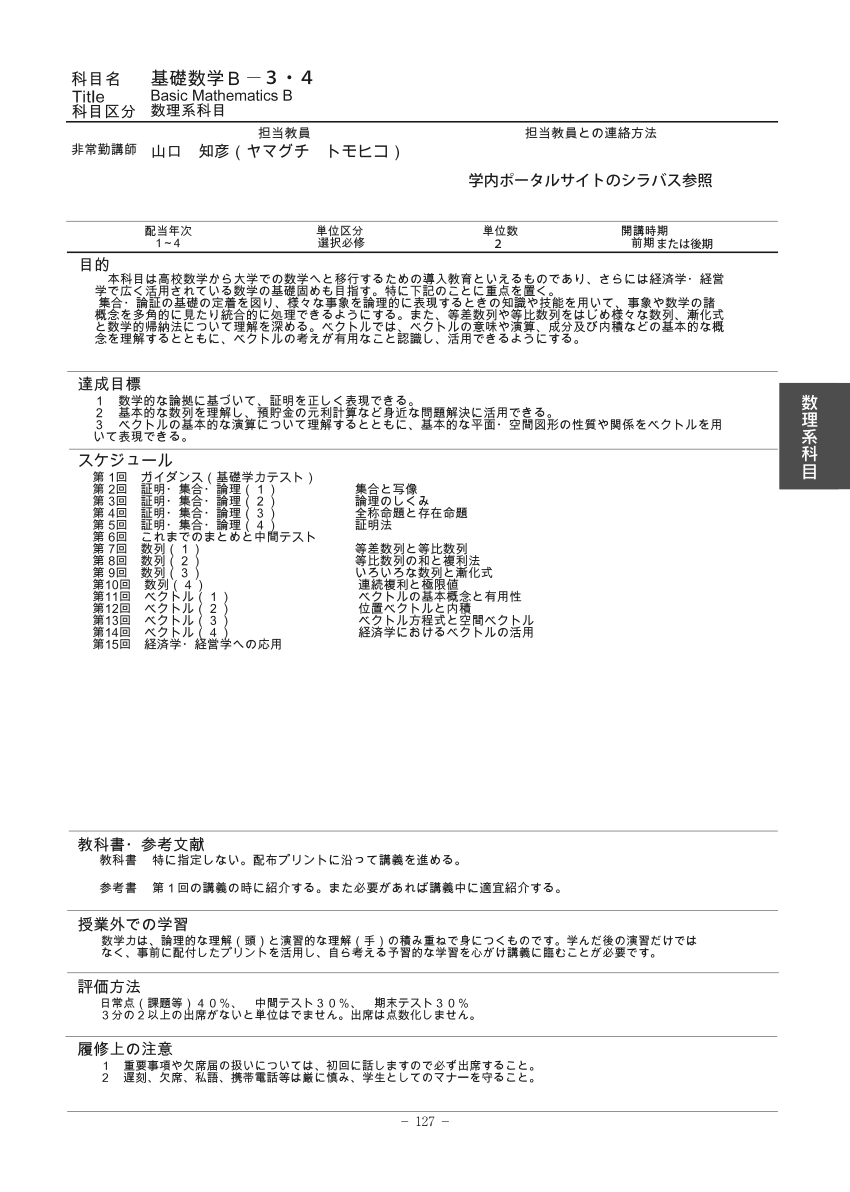 科目名　基礎数学Ｂ－３・４
Title　Basic Mathematics B
科目区分　数理系科目
担当教員　担当教員との連絡方法
非常勤講師　山口　知彦（ヤマグチ　トモヒコ）
学内ポータルサイトのシラバス参照
配当年次　単位区分　単位数　開講時期
1～4　選択必修　2　前期または後期
目的
　本科目は高校数学から大学での数学へと移行するための導入教育といえるものであり、さらには経済学・経営
学で広く活用されている数学の基礎固めも目指す。特に下記のことに重点を置く。
集合・論証の基礎の定着を図り、様々な事象を論理的に表現するときの知識や技能を用いて、事象や数学の諸
概念を多角的に見たり統合的に処理できるようにする。また、等差数列や等比数列をはじめ様々な数列、漸化式
と数学的帰納法について理解を深める。ベクトルでは、ベクトルの意味や演算、成分及び内積などの基本的な概
念を理解するとともに、ベクトルの考えが有用なこと認識し、活用できるようにする。
達成目標
１　数学的な論拠に基づいて、証明を正しく表現できる。
２　基本的な数列を理解し、預貯金の元利計算など身近な問題解決に活用できる。
３　ベクトルの基本的な演算について理解するとともに、基本的な平面・空間図形の性質や関係をベクトルを用
いて表現できる。
数理系科目
スケジュール
第 1回　ガイダンス（基礎学力テスト）
第 2回　証明・集合・論理（１）　集合と写像
第 3回　証明・集合・論理（２）　論理のしくみ
第 4回　証明・集合・論理（３）　全称命題と存在命題
第 5回　証明・集合・論理（４）　証明法
第 6回　これまでのまとめと中間テスト
第 7回　数列（１）　等差数列と等比数列
第 8回　数列（２）　等比数列の和と複利法
第 9回　数列（３）　いろいろな数列と漸化式
第10回　数列（４）　連続複利と極限値
第11回　ベクトル（１）　ベクトルの基本概念と有用性
第12回　ベクトル（２）　位置ベクトルと内積
第13回　ベクトル（３）　ベクトル方程式と空間ベクトル
第14回　ベクトル（４）　経済学におけるベクトルの活用
第15回　経済学・経営学への応用
教科書・参考文献
教科書　特に指定しない。配布プリントに沿って講義を進める。
参考書　第１回の講義の時に紹介する。また必要があれば講義中に適宜紹介する。
授業外での学習
数学力は、論理的な理解（頭）と演習的な理解（手）の積み重ねで身につくものです。学んだ後の演習だけでは
なく、事前に配付したプリントを活用し、自ら考える予習的な学習を心がけ講義に臨むことが必要です。
評価方法
日常点（課題等）４０％、　中間テスト３０％、　期末テスト３０％
３分の２以上の出席がないと単位はでません。出席は点数化しません。
履修上の注意
１　重要事項や欠席届の扱いについては、初回に話しますので必ず出席すること。
２　遅刻、欠席、私語、携帯電話等は厳に慎み、学生としてのマナーを守ること。
－ 127 －